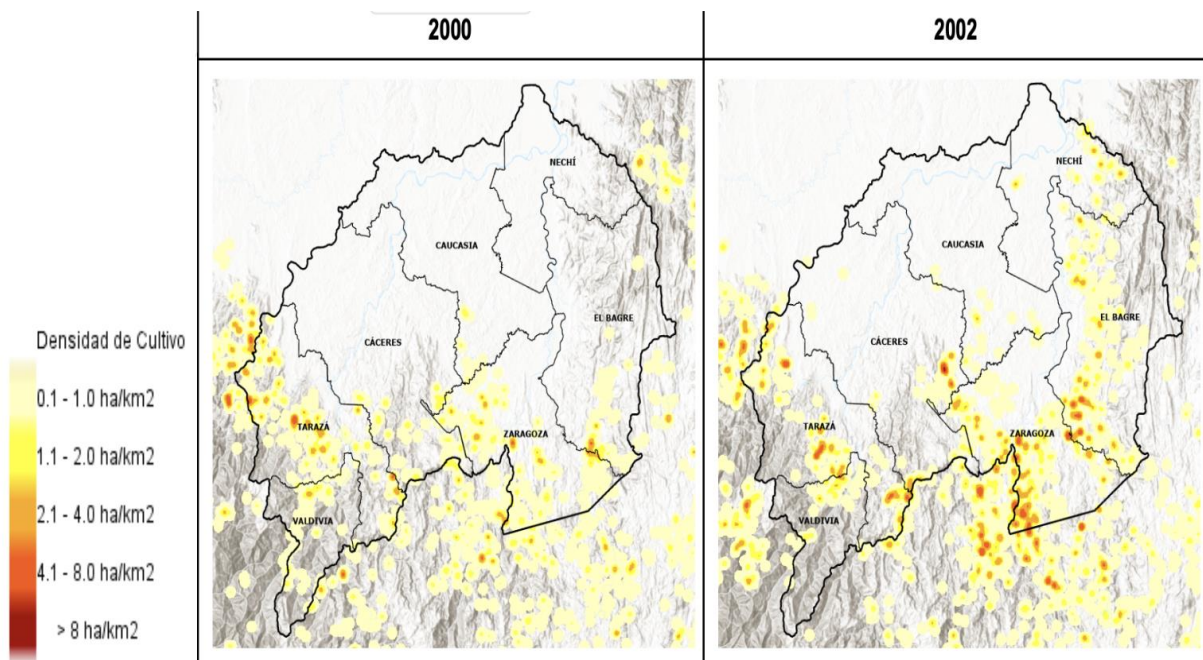 2000
2002
Densidad de Cultivo
0.1 - 1.0 ha/km2
1.1 - 2.0 ha/km2
2.1 - 4.0 ha/km2
4.1 - 8.0 ha/km2
> 8 ha/km2
NECHÍ
CAUCASIA
EL BAGRE
CÁCERES
TARAZÁ
ZARAGOZA
VALDIVIA
NECHÍ
CAUCASIA
EL BAGRE
CÁCERES
TARAZÁ
ZARAGOZA
VALDIVIA